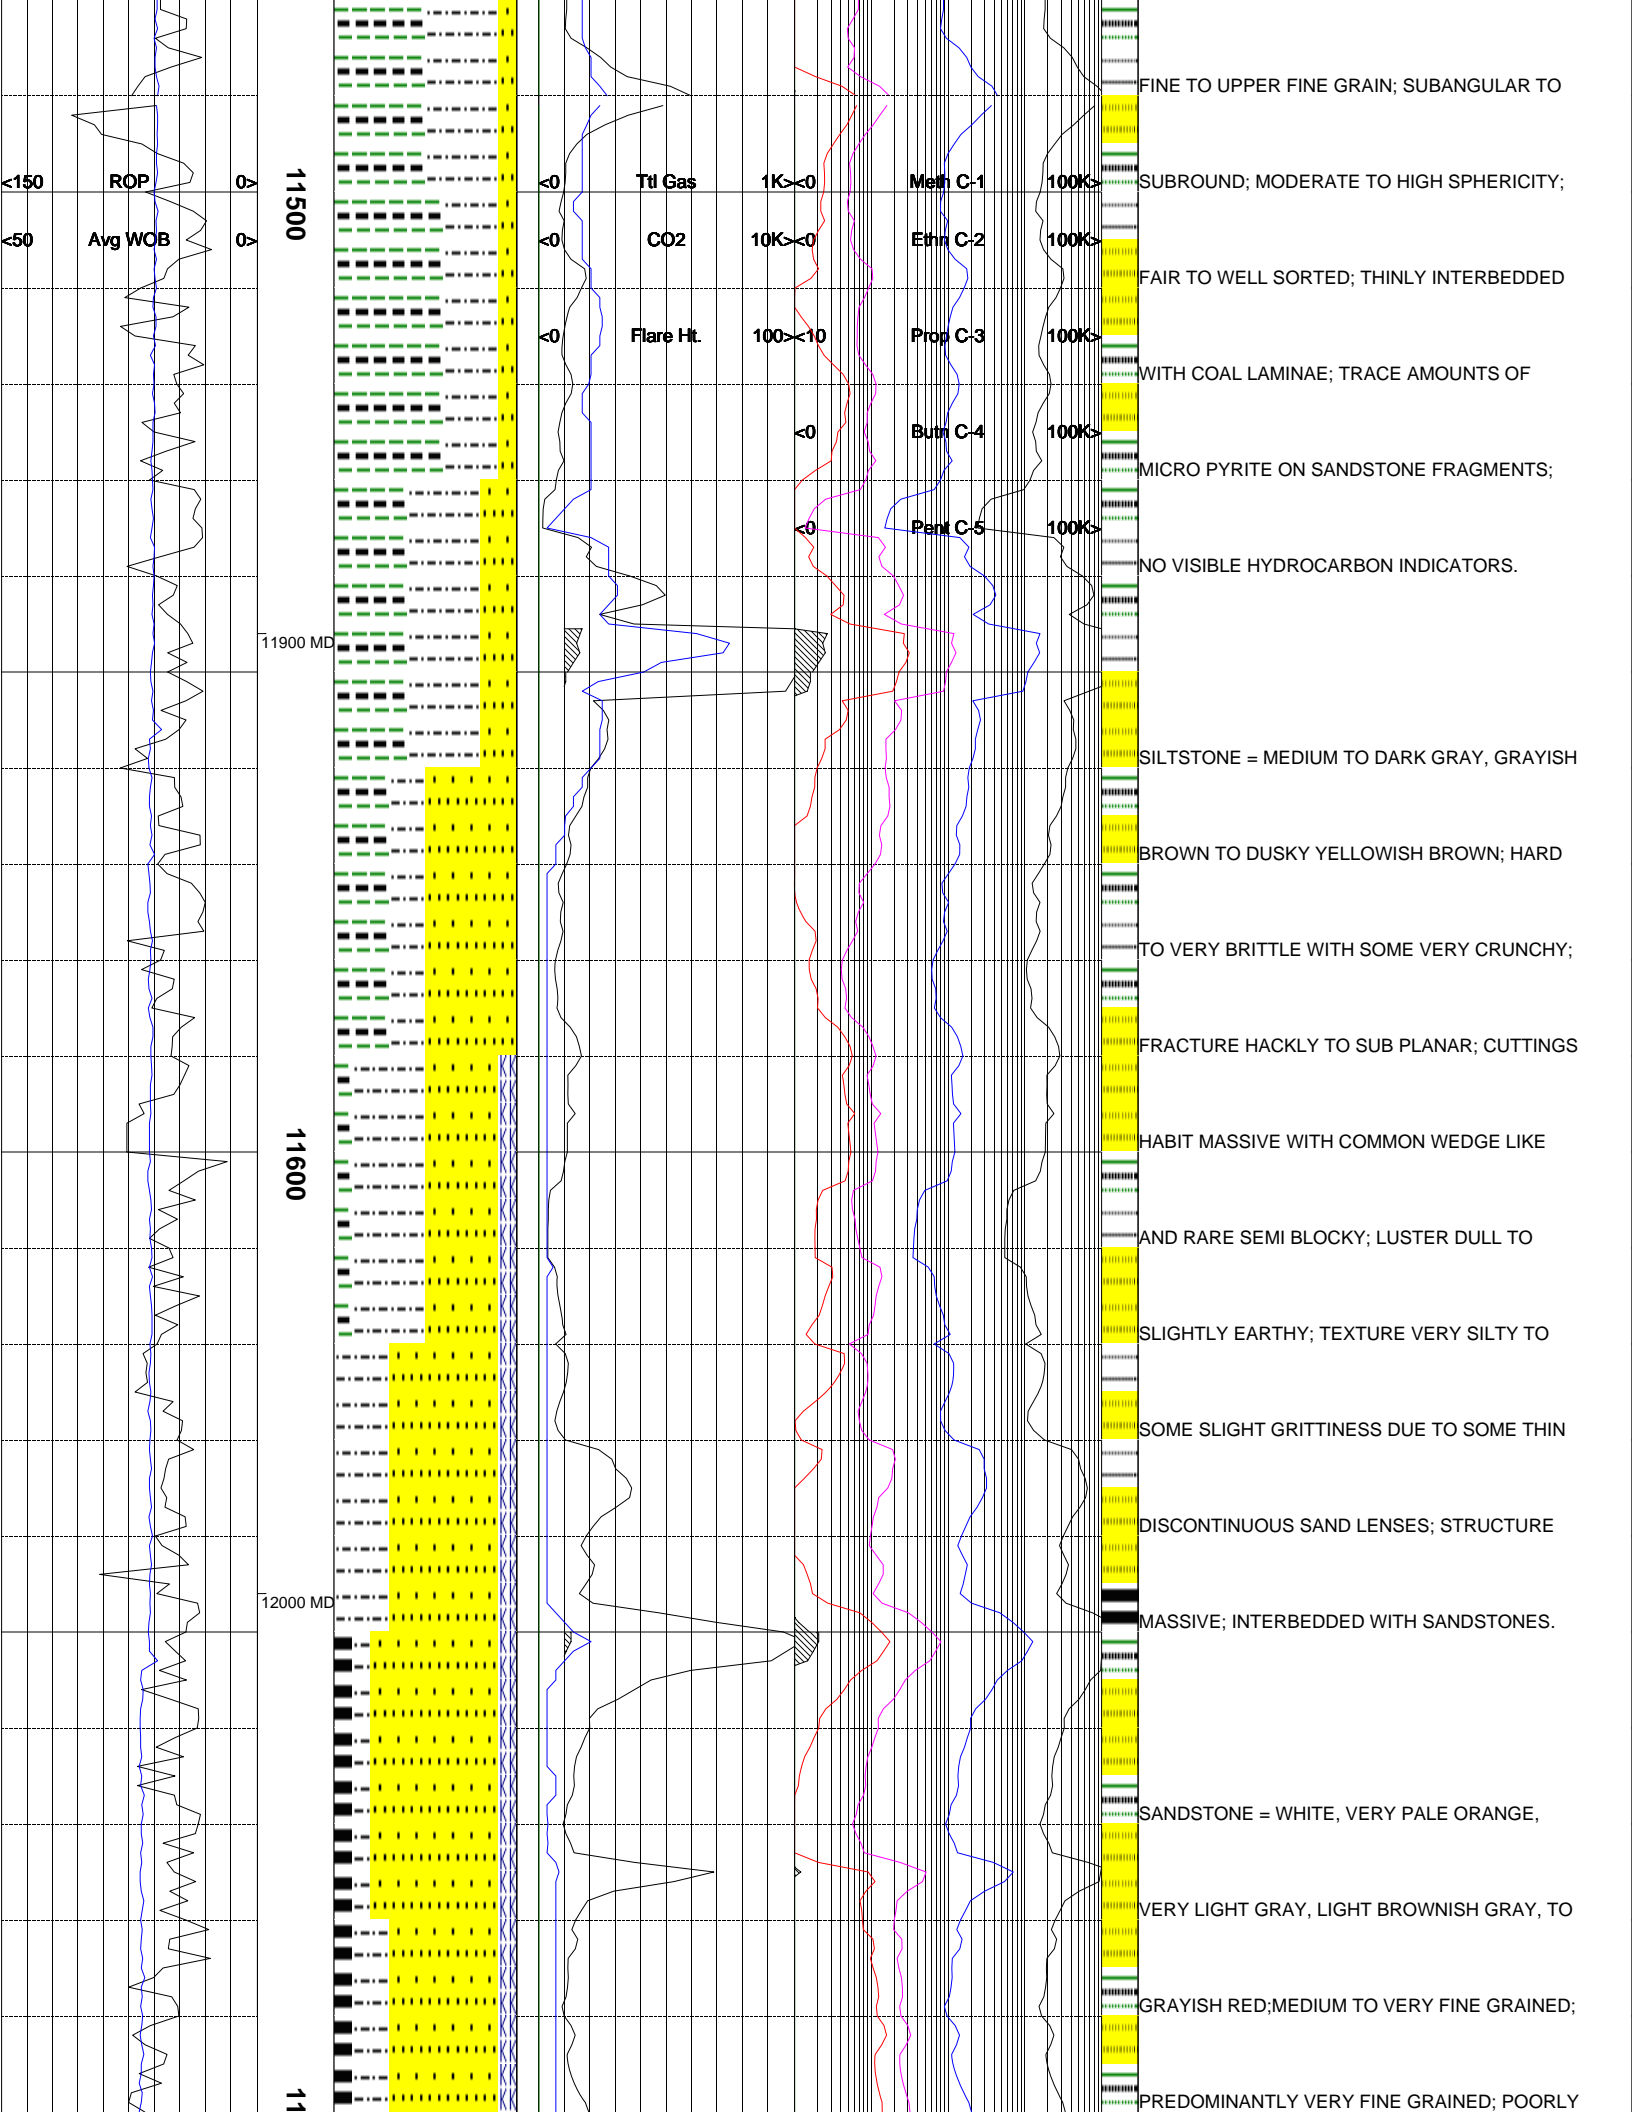 FINE TO UPPER FINE GRAIN; SUBANGULAR TO
<150 ROP 0> <0 Ttl Gas 1K> <0 Meth C-1 100K> SUBROUND; MODERATE TO HIGH SPHERICITY;
11500
<50 Avg WOB 0> <0 CO2 10K> <0 Ethn C-2 100K>
FAIR TO WELL SORTED; THINLY INTERBEDDED
<0 Flare Ht. 100> <10 Prop C-3 100K>
WITH COAL LAMINAE; TRACE AMOUNTS OF
<0 Butn C-4 100K>
MICRO PYRITE ON SANDSTONE FRAGMENTS;
<0 Pent C-5 100K>
NO VISIBLE HYDROCARBON INDICATORS.
11900 MD
SILTSTONE = MEDIUM TO DARK GRAY, GRAYISH
BROWN TO DUSKY YELLOWISH BROWN; HARD
TO VERY BRITTLE WITH SOME VERY CRUNCHY;
FRACTURE HACKLY TO SUB PLANAR; CUTTINGS
HABIT MASSIVE WITH COMMON WEDGE LIKE
11600
AND RARE SEMI BLOCKY; LUSTER DULL TO
SLIGHTLY EARTHY; TEXTURE VERY SILTY TO
SOME SLIGHT GRITTINESS DUE TO SOME THIN
DISCONTINUOUS SAND LENSES; STRUCTURE
12000 MD
MASSIVE; INTERBEDDED WITH SANDSTONES.
SANDSTONE = WHITE, VERY PALE ORANGE,
VERY LIGHT GRAY, LIGHT BROWNISH GRAY, TO
GRAYISH RED;MEDIUM TO VERY FINE GRAINED;
PREDOMINANTLY VERY FINE GRAINED; POORLY